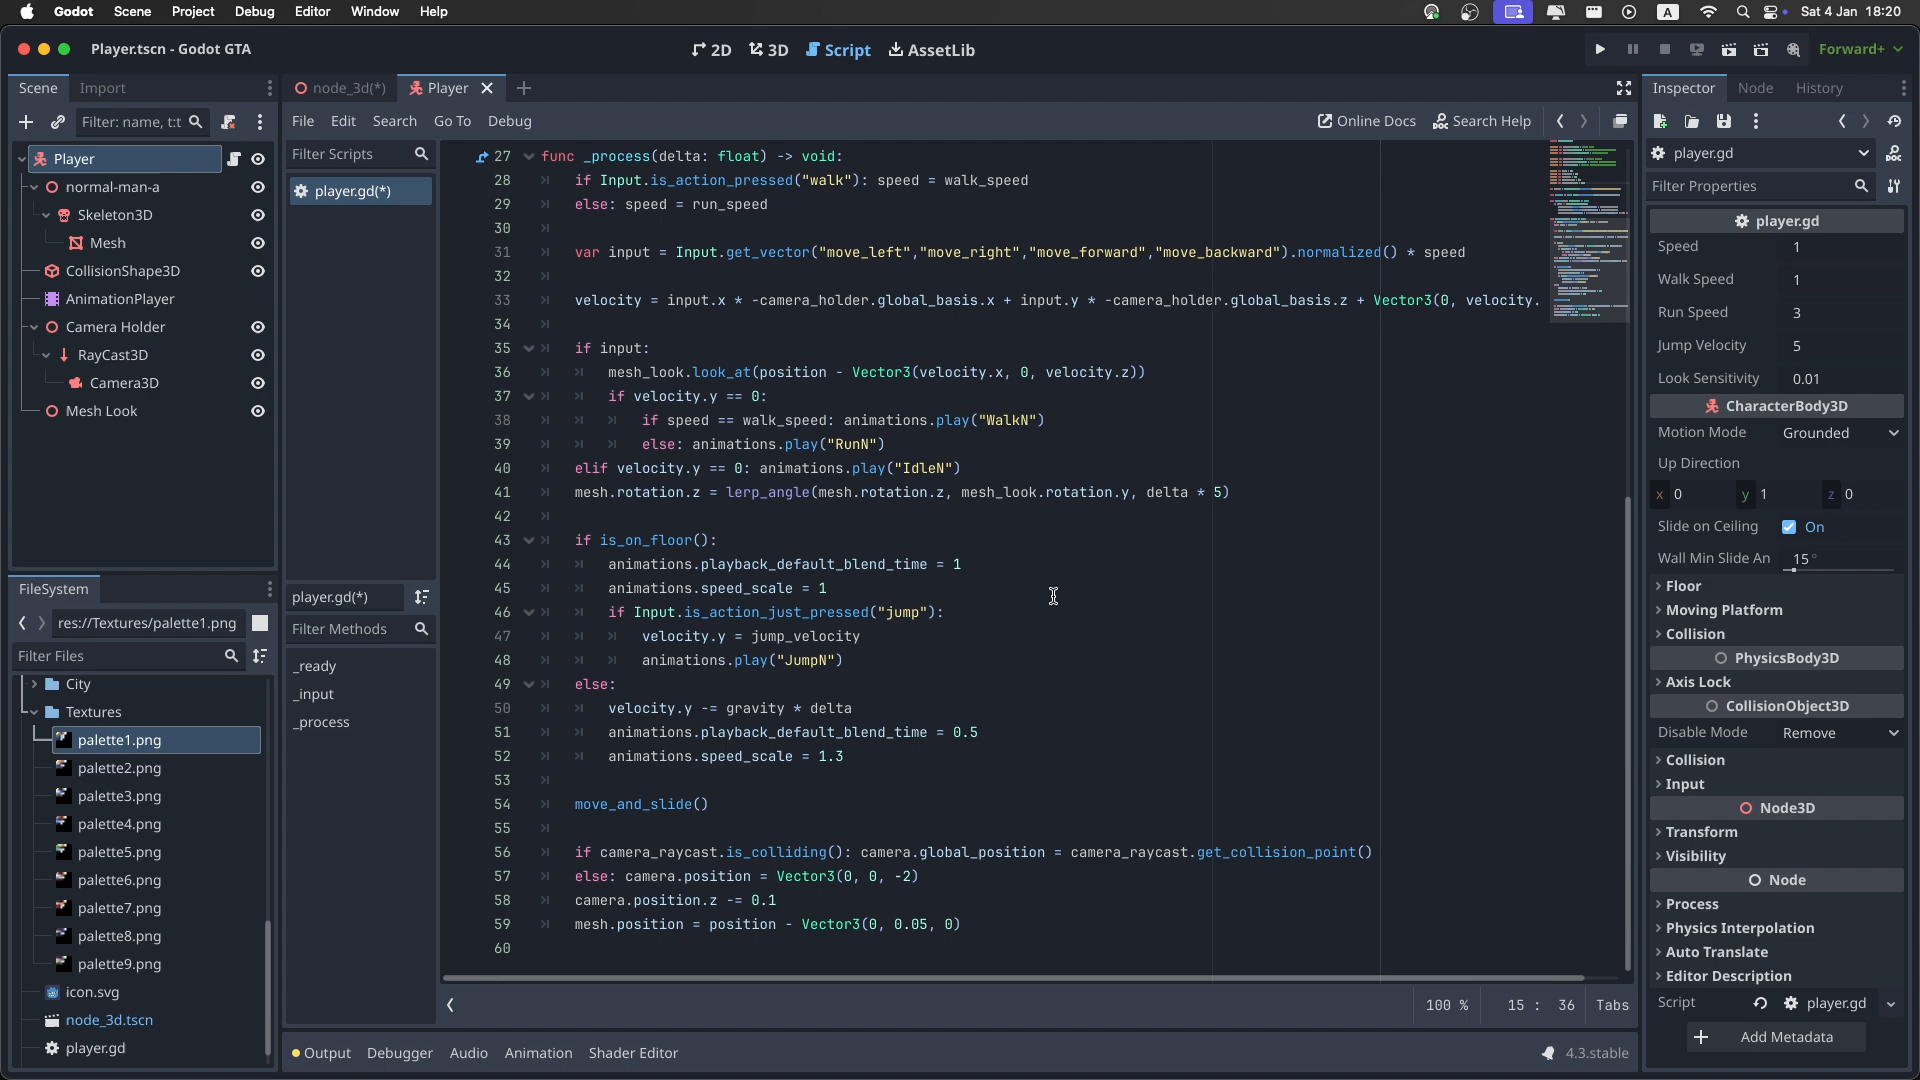 Godot Scene Project Debug Editor Window Help A Sat 4 Jan 18:20
Player.tscn - Godot GTA
2D 3D Script AssetLib
Forward+
Scene Import
Filter: name, t:t
Player
normal-man-a
Skeleton3D
Mesh
CollisionShape3D
AnimationPlayer
Camera Holder
RayCast3D
Camera3D
Mesh Look
FileSystem
res://Textures/palette1.png
Filter Files
City
Textures
palette1.png
palette2.png
palette3.png
palette4.png
palette5.png
palette6.png
palette7.png
palette8.png
palette9.png
icon.svg
node_3d.tscn
player.gd
node_3d(*) Player
File Edit Search Go To Debug Online Docs Search Help
Filter Scripts
player.gd(*)
player.gd(*)
Filter Methods
_ready
_input
_process
27 func _process(delta: float) -> void:
28 if Input.is_action_pressed("walk"): speed = walk_speed
29 else: speed = run_speed
30
31 var input = Input.get_vector("move_left","move_right","move_forward","move_backward").normalized() * speed
32
33 velocity = input.x * -camera_holder.global_basis.x + input.y * -camera_holder.global_basis.z + Vector3(0, velocity.
34
35 if input:
36 mesh_look.look_at(position - Vector3(velocity.x, 0, velocity.z))
37 if velocity.y == 0:
38 if speed == walk_speed: animations.play("WalkN")
39 else: animations.play("RunN")
40 elif velocity.y == 0: animations.play("IdleN")
41 mesh.rotation.z = lerp_angle(mesh.rotation.z, mesh_look.rotation.y, delta * 5)
42
43 if is_on_floor():
44 animations.playback_default_blend_time = 1
45 animations.speed_scale = 1
46 if Input.is_action_just_pressed("jump"):
47 velocity.y = jump_velocity
48 animations.play("JumpN")
49 else:
50 velocity.y -= gravity * delta
51 animations.playback_default_blend_time = 0.5
52 animations.speed_scale = 1.3
53
54 move_and_slide()
55
56 if camera_raycast.is_colliding(): camera.global_position = camera_raycast.get_collision_point()
57 else: camera.position = Vector3(0, 0, -2)
58 camera.position.z -= 0.1
59 mesh.position = position - Vector3(0, 0.05, 0)
60
100 % 15 : 36 Tabs
Output Debugger Audio Animation Shader Editor 4.3.stable
Inspector Node History
player.gd
Filter Properties
player.gd
Speed 1
Walk Speed 1
Run Speed 3
Jump Velocity 5
Look Sensitivity 0.01
CharacterBody3D
Motion Mode Grounded
Up Direction
x 0 y 1 z 0
Slide on Ceiling On
Wall Min Slide An 15°
Floor
Moving Platform
Collision
PhysicsBody3D
Axis Lock
CollisionObject3D
Disable Mode Remove
Collision
Input
Node3D
Transform
Visibility
Node
Process
Physics Interpolation
Auto Translate
Editor Description
Script player.gd
Add Metadata